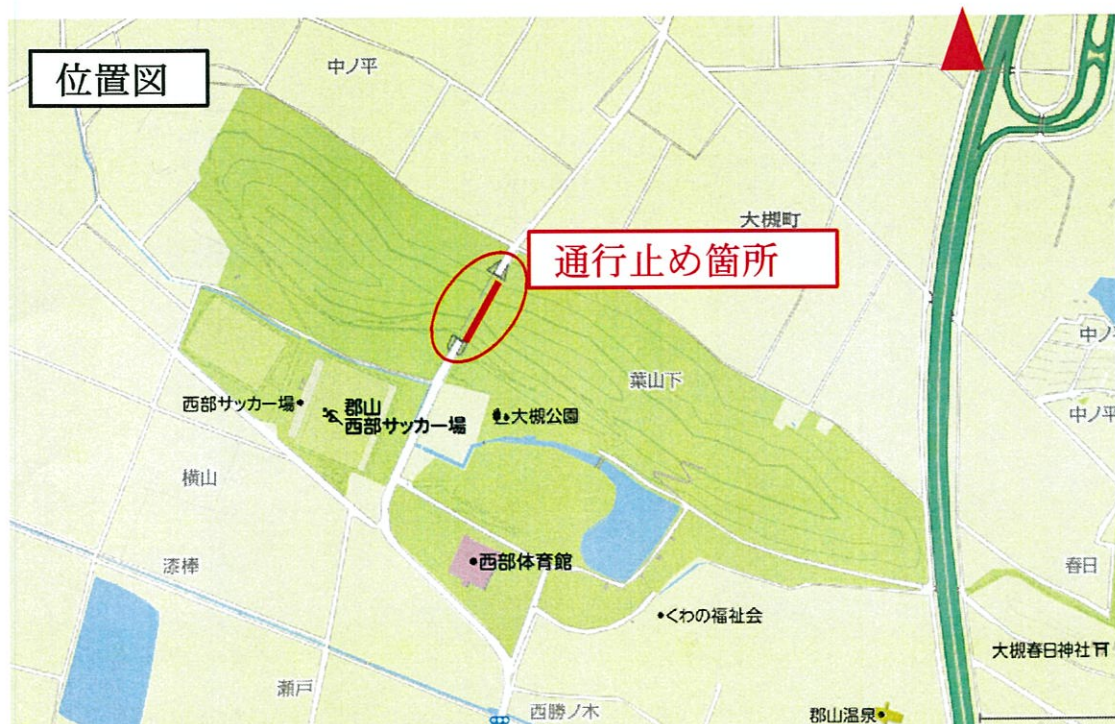 位置図
中ノ平
大槻町
通行止め箇所
中ノ平
葉山下
西部サッカー場
郡山
西部サッカー場
大槻公園
中ノ平
横山
漆棒
西部体育館
春日
くわの福祉会
大槻春日神社
瀬戸
西勝ノ木
郡山温泉